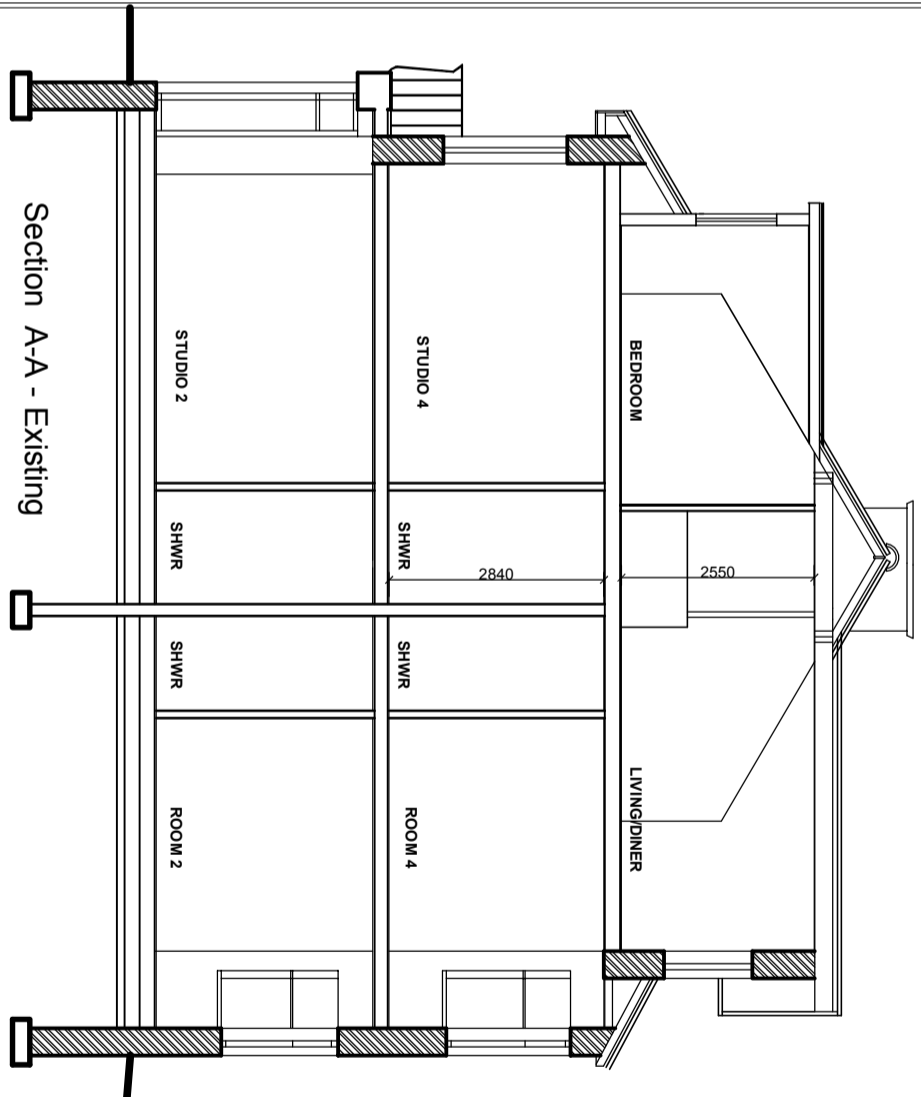 BEDROOM
LIVING/DINER
2550
STUDIO 4
SHWR
SHWR
ROOM 4
2840
STUDIO 2
SHWR
SHWR
ROOM 2
Section A-A - Existing